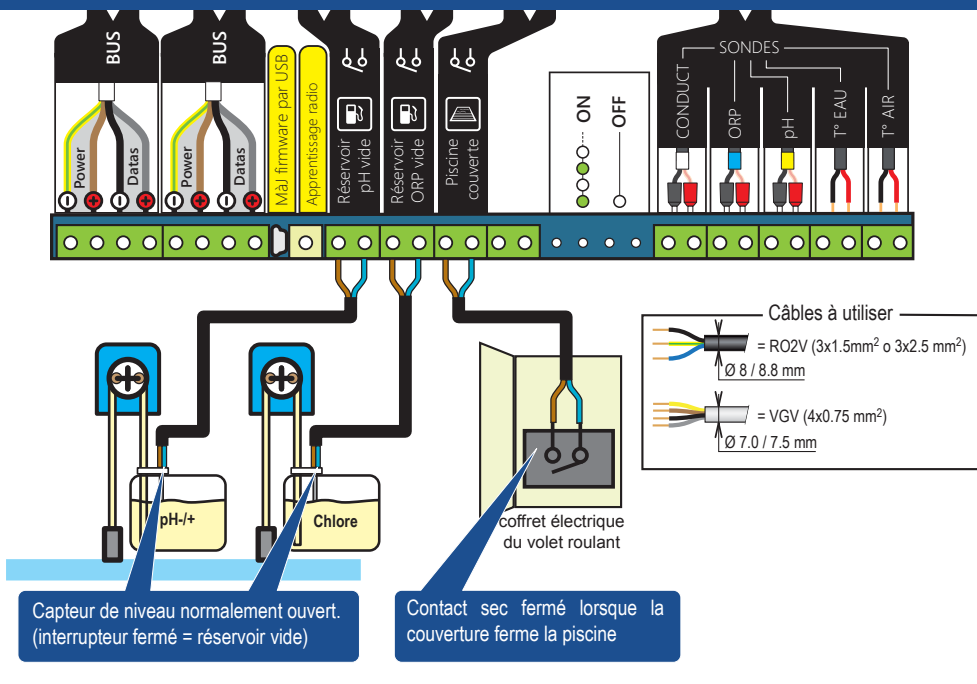 BUS
Power
Datas
BUS
Power
Datas
MàJ firmware par USB
Apprentissage radio
Réservoir
pH vide
Réservoir
ORP vide
Piscine
couverte
ON
OFF
SONDES
CONDUCT
ORP
pH
T° EAU
T° AIR
Câbles à utiliser
= RO2V (3x1.5mm² o 3x2.5 mm²)
Ø 8 / 8.8 mm
= VGV (4x0.75 mm²)
Ø 7.0 / 7.5 mm
pH-/+
Chlore
coffret électrique
du volet roulant
Capteur de niveau normalement ouvert.
(interrupteur fermé = réservoir vide)
Contact sec fermé lorsque la
couverture ferme la piscine